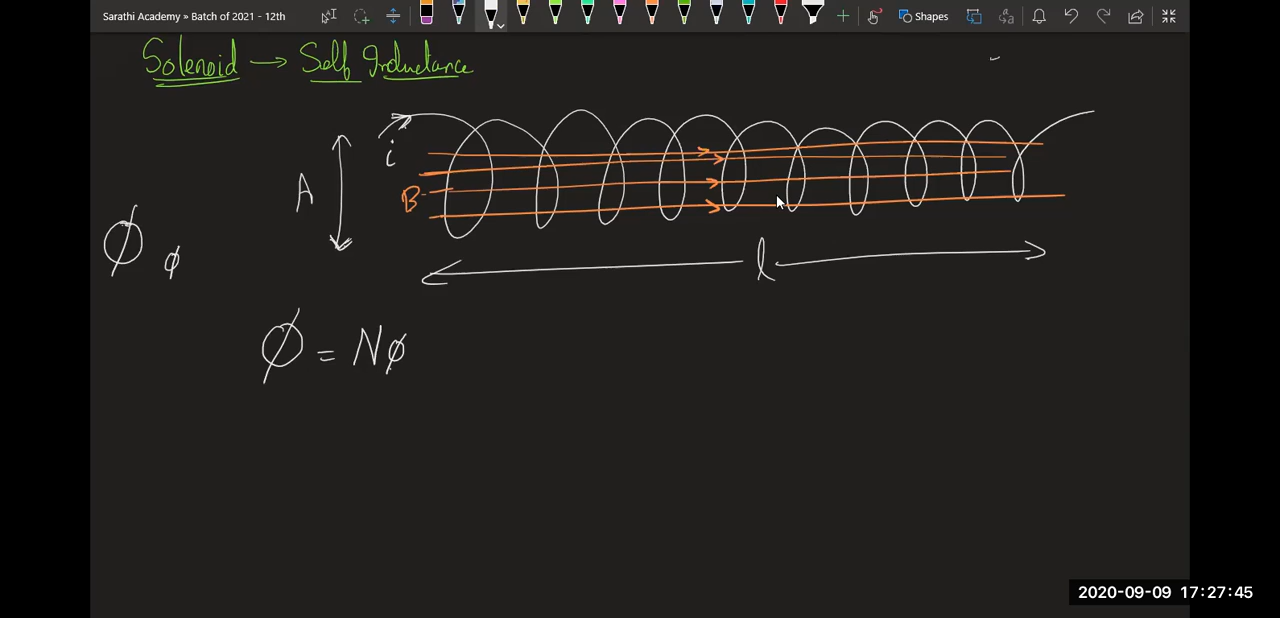 Sarathi Academy » Batch of 2021 - 12th
Shapes
Solenoid → Self Inductance
i
A
B
Φ
ϕ
l
Φ = Nϕ
2020-09-09 17:27:45